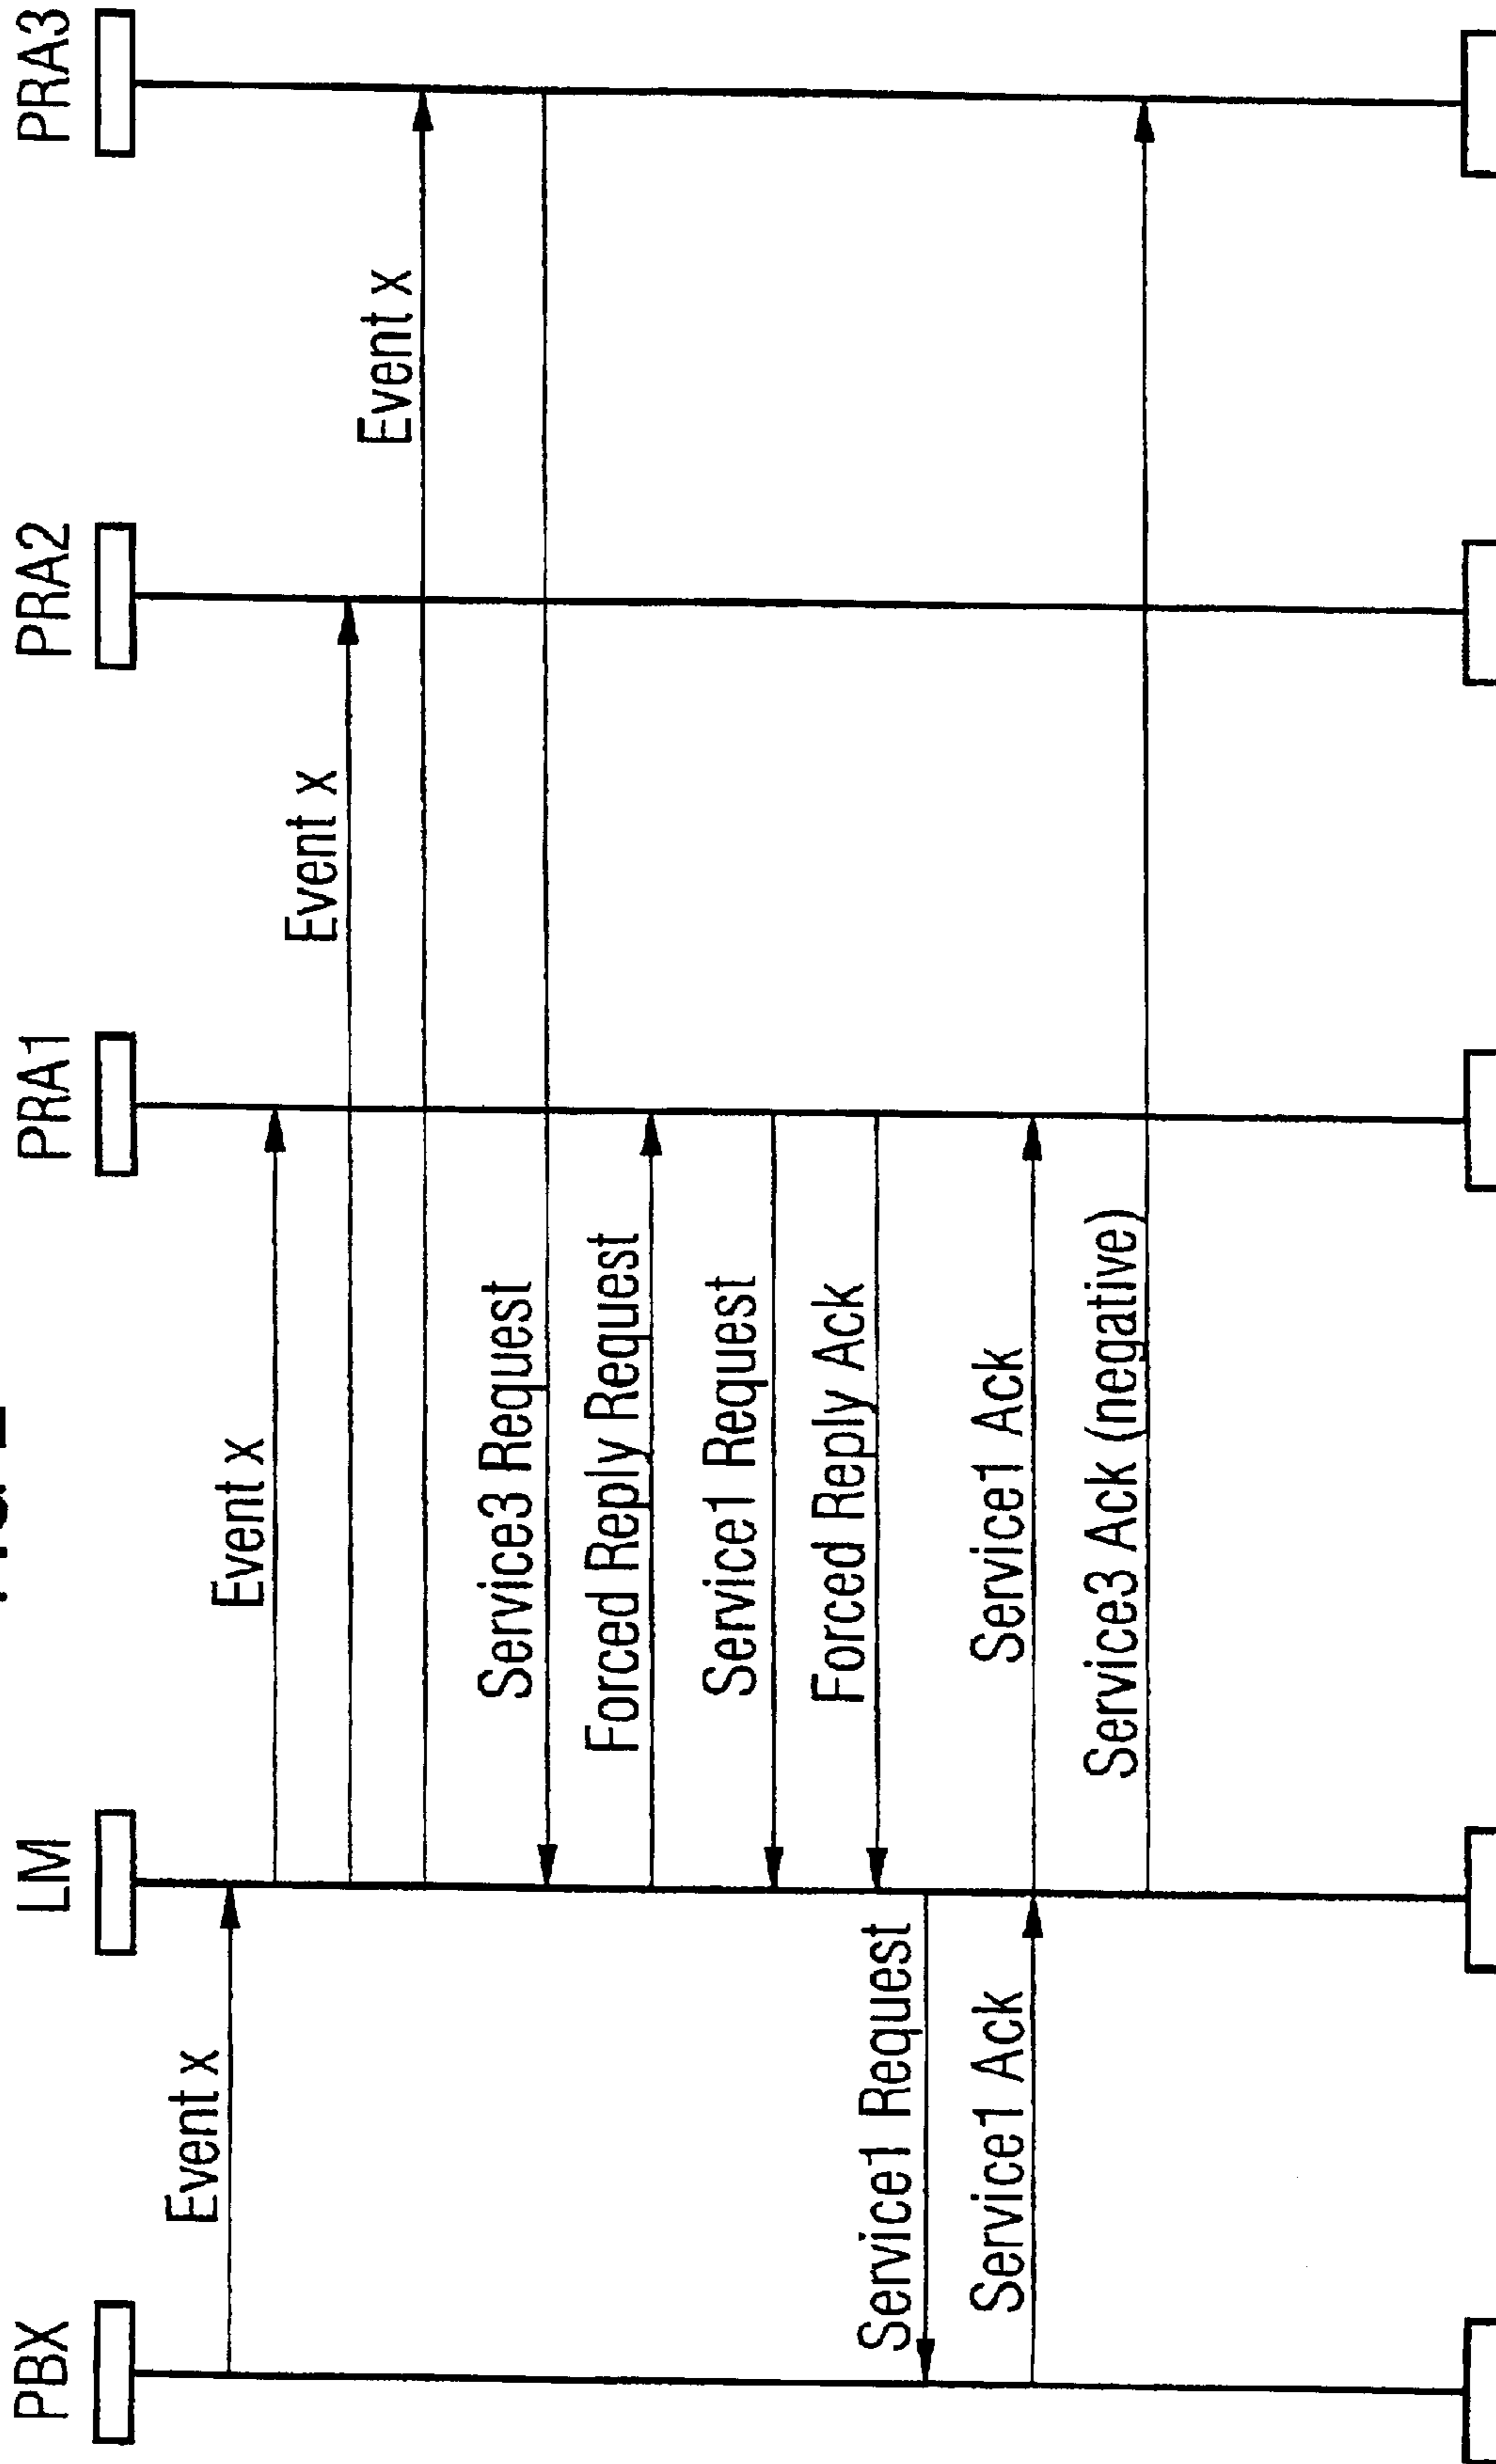 PBX
LM
PRA1
PRA2
PRA3
Event x
Event x
Event x
Event x
Service3 Request
Forced Reply Request
Service1 Request
Forced Reply Ack
Service1 Request
Service1 Ack
Service1 Ack
Service3 Ack (negative)